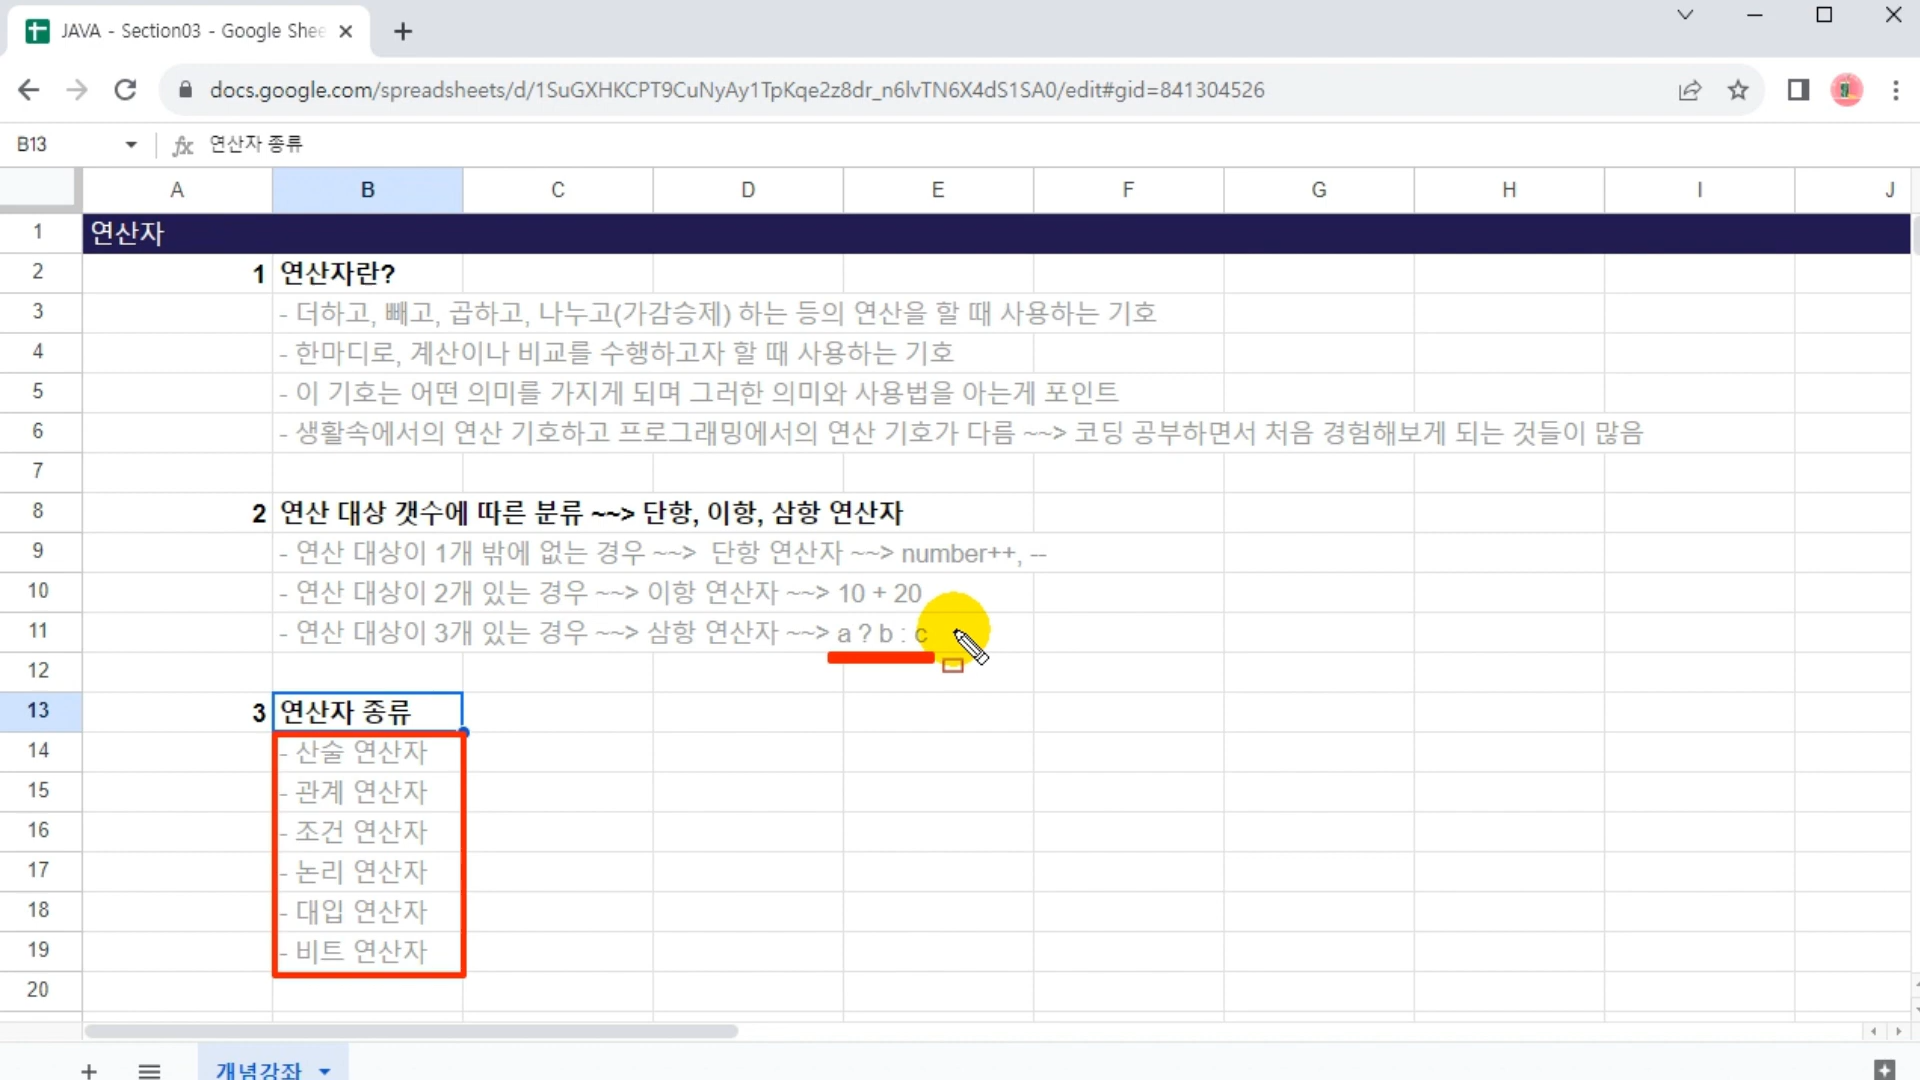 JAVA - Section03 - Google Shee
docs.google.com/spreadsheets/d/1SuGXHKCPT9CuNyAy1TpKqe2z8dr_n6lvTN6X4dS1SA0/edit#gid=841304526
B13 fx 연산자 종류
A B C D E F G H I J
1 연산자
2 1 연산자란?
3 - 더하고, 빼고, 곱하고, 나누고(가감승제) 하는 등의 연산을 할 때 사용하는 기호
4 - 한마디로, 계산이나 비교를 수행하고자 할 때 사용하는 기호
5 - 이 기호는 어떤 의미를 가지게 되며 그러한 의미와 사용법을 아는게 포인트
6 - 생활속에서의 연산 기호하고 프로그래밍에서의 연산 기호가 다름 ~~> 코딩 공부하면서 처음 경험해보게 되는 것들이 많음
7
8 2 연산 대상 갯수에 따른 분류 ~~> 단항, 이항, 삼항 연산자
9 - 연산 대상이 1개 밖에 없는 경우 ~~> 단항 연산자 ~~> number++, --
10 - 연산 대상이 2개 있는 경우 ~~> 이항 연산자 ~~> 10 + 20
11 - 연산 대상이 3개 있는 경우 ~~> 삼항 연산자 ~~> a ? b : c
12
13 3 연산자 종류
14 - 산술 연산자
15 - 관계 연산자
16 - 조건 연산자
17 - 논리 연산자
18 - 대입 연산자
19 - 비트 연산자
20
개념강좌